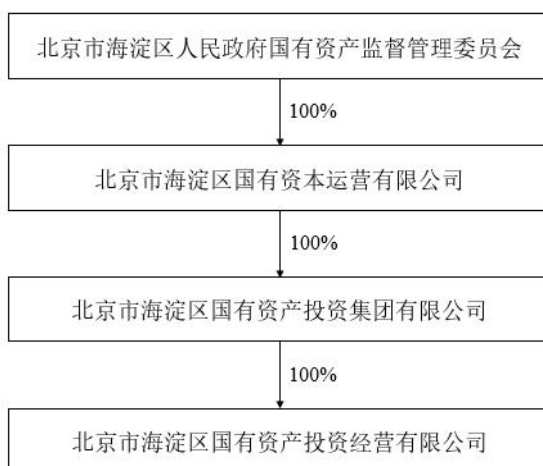 北京市海淀区人民政府国有资产监督管理委员会
100%
北京市海淀区国有资本运营有限公司
100%
北京市海淀区国有资产投资集团有限公司
100%
北京市海淀区国有资产投资经营有限公司